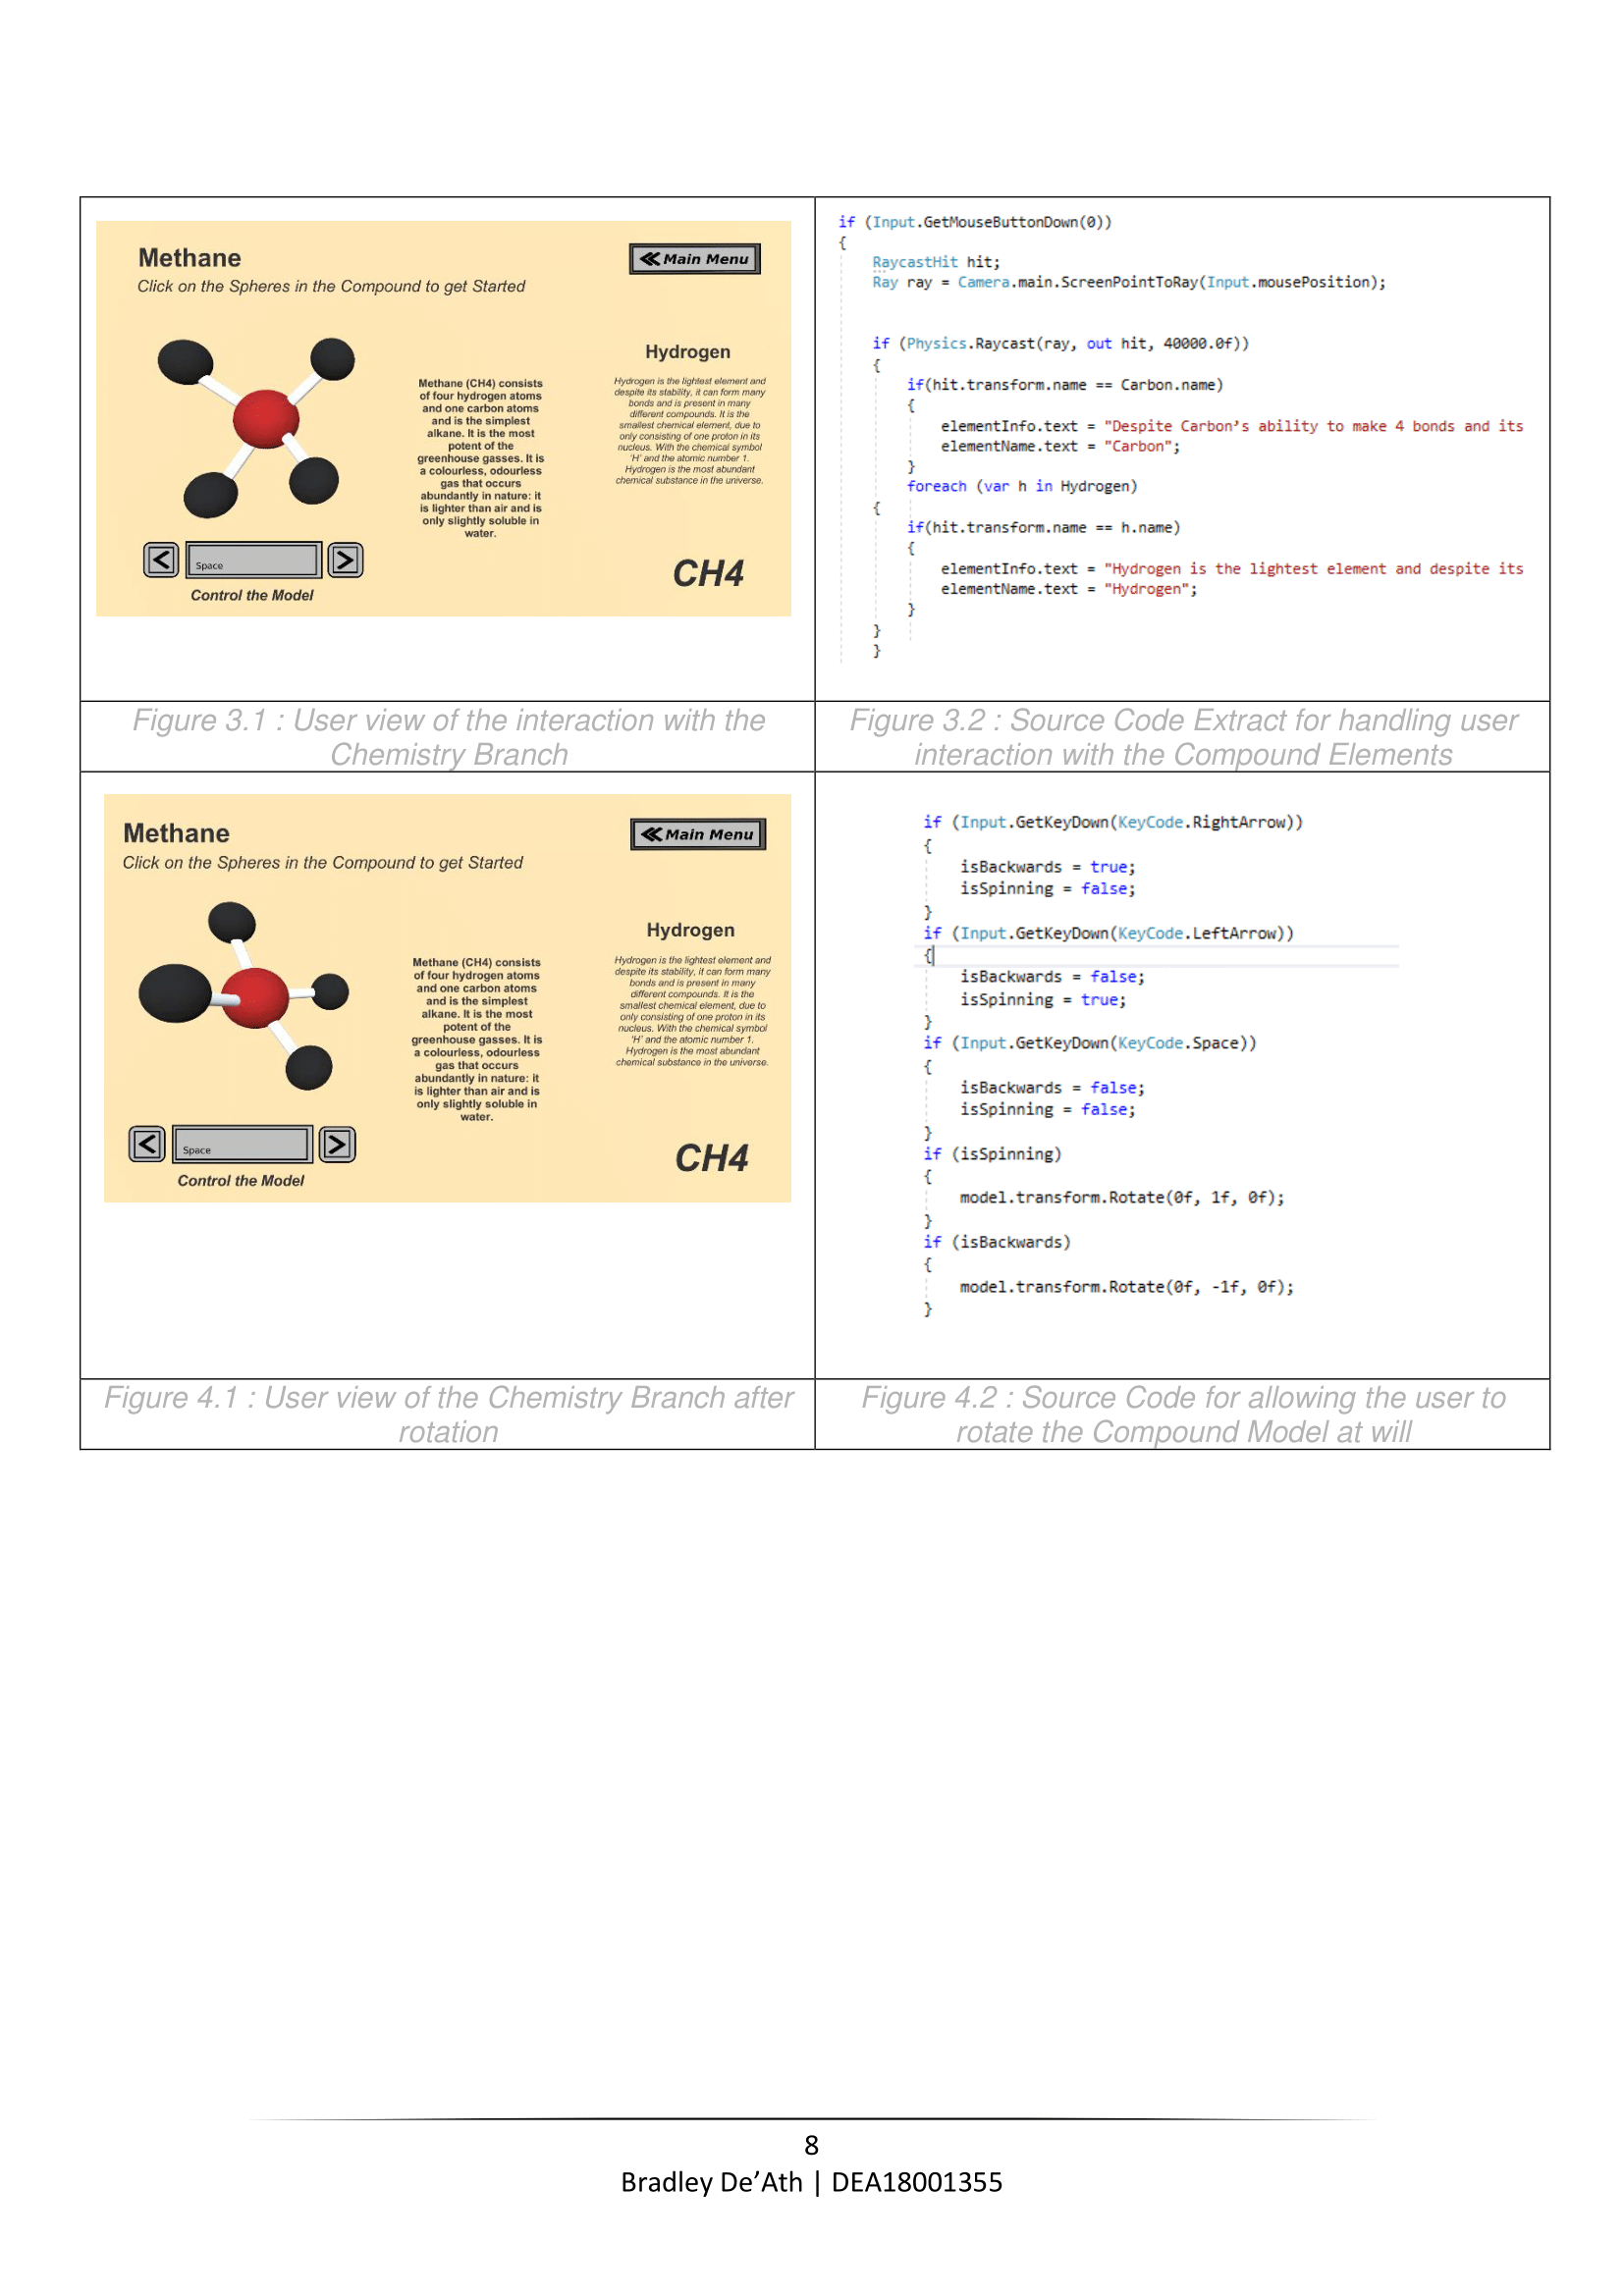 Methane
Main Menu
Click on the Spheres in the Compound to get Started
Hydrogen
Methane (CH4) consists
of four hydrogen atoms
and one carbon atoms
and is the simplest
alkane. It is the most
potent of the
greenhouse gasses. It is
a colourless, odourless
gas that occurs
abundantly in nature: it
is lighter than air and is
only slightly soluble in
water.
Hydrogen is the lightest element and
despite its stability, it can form many
bonds and is present in many
different compounds. It is the
smallest chemical element, due to
only consisting of one proton in its
nucleus. With the chemical symbol
'H' and the atomic number 1.
Hydrogen is the most abundant
chemical substance in the universe.
< Space >
Control the Model
CH4
if (Input.GetMouseButtonDown(0))
{
RaycastHit hit;
Ray ray = Camera.main.ScreenPointToRay(Input.mousePosition);
if (Physics.Raycast(ray, out hit, 40000.0f))
{
if(hit.transform.name == Carbon.name)
{
elementInfo.text = "Despite Carbon's ability to make 4 bonds and its
elementName.text = "Carbon";
}
foreach (var h in Hydrogen)
{
if(hit.transform.name == h.name)
{
elementInfo.text = "Hydrogen is the lightest element and despite its
elementName.text = "Hydrogen";
}
}
}
Figure 3.1 : User view of the interaction with the
Chemistry Branch
Figure 3.2 : Source Code Extract for handling user
interaction with the Compound Elements
Methane
Main Menu
Click on the Spheres in the Compound to get Started
Hydrogen
Methane (CH4) consists
of four hydrogen atoms
and one carbon atoms
and is the simplest
alkane. It is the most
potent of the
greenhouse gasses. It is
a colourless, odourless
gas that occurs
abundantly in nature: it
is lighter than air and is
only slightly soluble in
water.
Hydrogen is the lightest element and
despite its stability, it can form many
bonds and is present in many
different compounds. It is the
smallest chemical element, due to
only consisting of one proton in its
nucleus. With the chemical symbol
'H' and the atomic number 1.
Hydrogen is the most abundant
chemical substance in the universe.
< Space >
Control the Model
CH4
if (Input.GetKeyDown(KeyCode.RightArrow))
{
isBackwards = true;
isSpinning = false;
}
if (Input.GetKeyDown(KeyCode.LeftArrow))
{
isBackwards = false;
isSpinning = true;
}
if (Input.GetKeyDown(KeyCode.Space))
{
isBackwards = false;
isSpinning = false;
}
if (isSpinning)
{
model.transform.Rotate(0f, 1f, 0f);
}
if (isBackwards)
{
model.transform.Rotate(0f, -1f, 0f);
}
Figure 4.1 : User view of the Chemistry Branch after
rotation
Figure 4.2 : Source Code for allowing the user to
rotate the Compound Model at will
8
Bradley De’Ath | DEA18001355